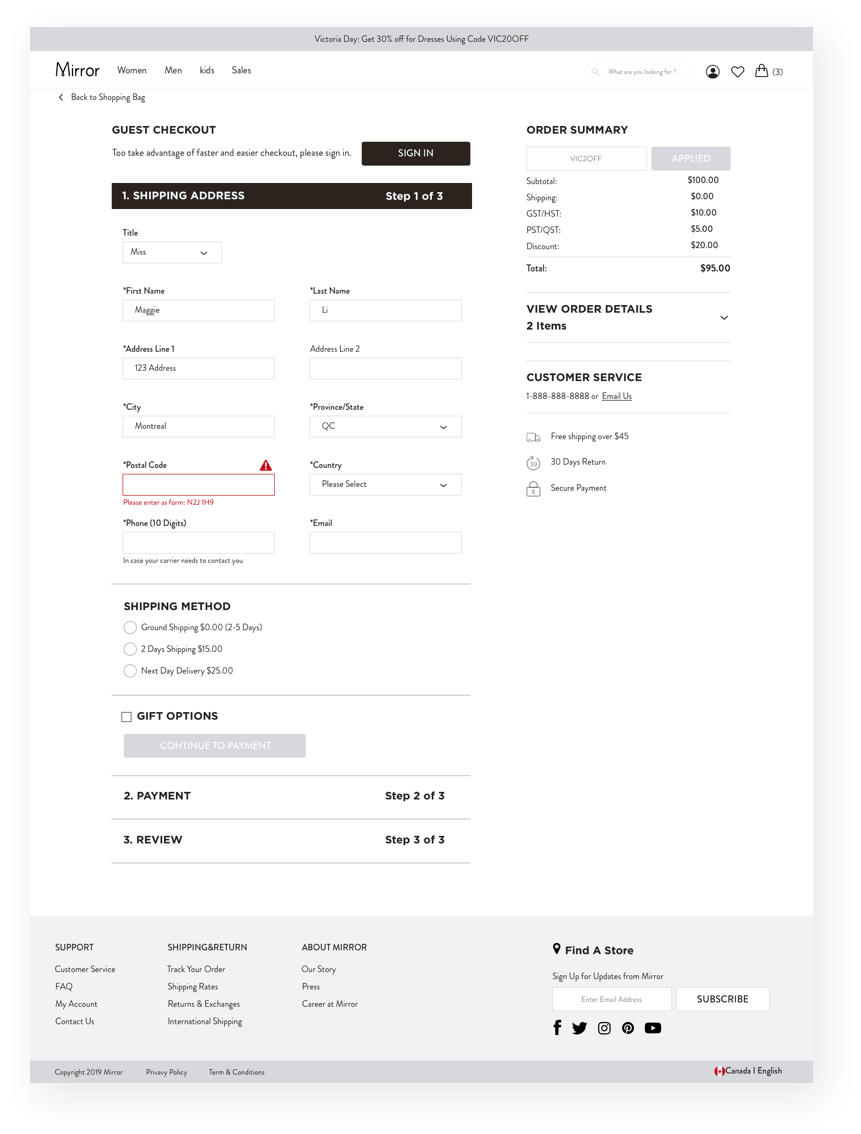 Victoria Day: Get 30% off for Dresses Using Code VIC20OFF
Mirror
Women
Men
kids
Sales
What are you looking for ?
(3)
Back to Shopping Bag
GUEST CHECKOUT
Too take advantage of faster and easier checkout, please sign in.
SIGN IN
1. SHIPPING ADDRESS
Step 1 of 3
Title
Miss
*First Name
*Last Name
Maggie
Li
*Address Line 1
Address Line 2
123 Address
*City
*Province/State
Montreal
QC
*Postal Code
*Country
Please Select
Please enter as form: N2J 1H9
*Phone (10 Digits)
*Email
In case your carrier needs to contact you
SHIPPING METHOD
Ground Shipping $0.00 (2-5 Days)
2 Days Shipping $15.00
Next Day Delivery $25.00
GIFT OPTIONS
CONTINUE TO PAYMENT
2. PAYMENT
Step 2 of 3
3. REVIEW
Step 3 of 3
ORDER SUMMARY
VIC2OFF
APPLIED
Subtotal:
$100.00
Shipping:
$0.00
GST/HST:
$10.00
PST/QST:
$5.00
Discount:
$20.00
Total:
$95.00
VIEW ORDER DETAILS
2 Items
CUSTOMER SERVICE
1-888-888-8888 or Email Us
Free shipping over $45
30
30 Days Return
$
Secure Payment
SUPPORT
Customer Service
FAQ
My Account
Contact Us
SHIPPING&RETURN
Track Your Order
Shipping Rates
Returns & Exchanges
International Shipping
ABOUT MIRROR
Our Story
Press
Career at Mirror
Find A Store
Sign Up for Updates from Mirror
Enter Email Address
SUBSCRIBE
Copyright 2019 Mirror
Privavy Policy
Term & Conditions
Canada I English